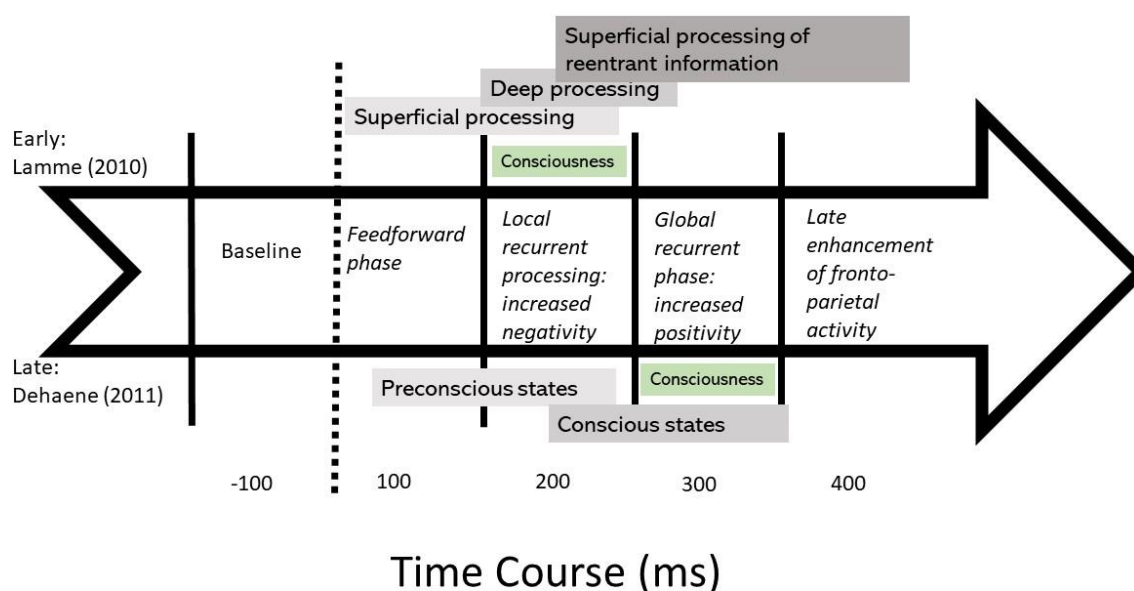 Superficial processing of
reentrant information
Deep processing
Superficial processing
Early:
Lamme (2010)
Consciousness
Baseline
Feedforward
phase
Local
recurrent
processing:
increased
negativity
Global
recurrent
phase:
increased
positivity
Late
enhancement
of fronto-
parietal
activity
Late:
Dehaene (2011)
Preconscious states
Consciousness
Conscious states
-100
100
200
300
400
Time Course (ms)